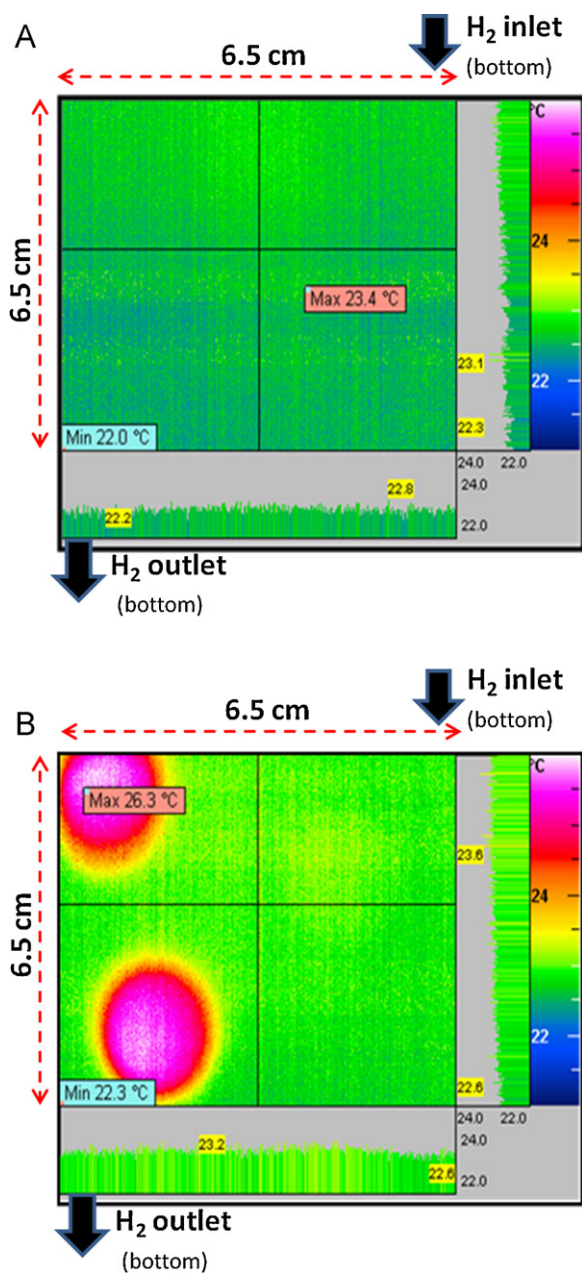 A
H2 inlet
(bottom)
6.5 cm
6.5 cm
°C
24
22
Max 23.4 °C
23.1
22.3
Min 22.0 °C
24.0 22.0
24.0
22.8
22.2
22.0
H2 outlet
(bottom)
B
H2 inlet
(bottom)
6.5 cm
6.5 cm
°C
Max 26.3 °C
23.6
24
22
22.6
Min 22.3 °C
24.0 22.0
24.0
23.2
22.6
22.0
H2 outlet
(bottom)